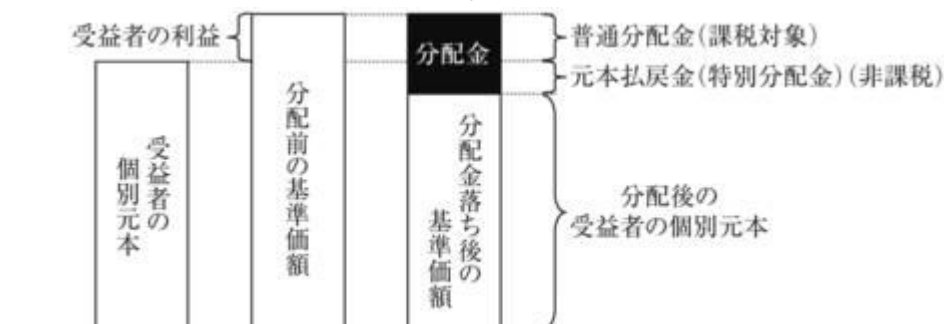 受益者の利益
分配金
普通分配金(課税対象)
元本払戻金(特別分配金)(非課税)
受益者の
個別元本
分配前の基準価額
分配金落ち後の
基準価額
分配後の
受益者の個別元本